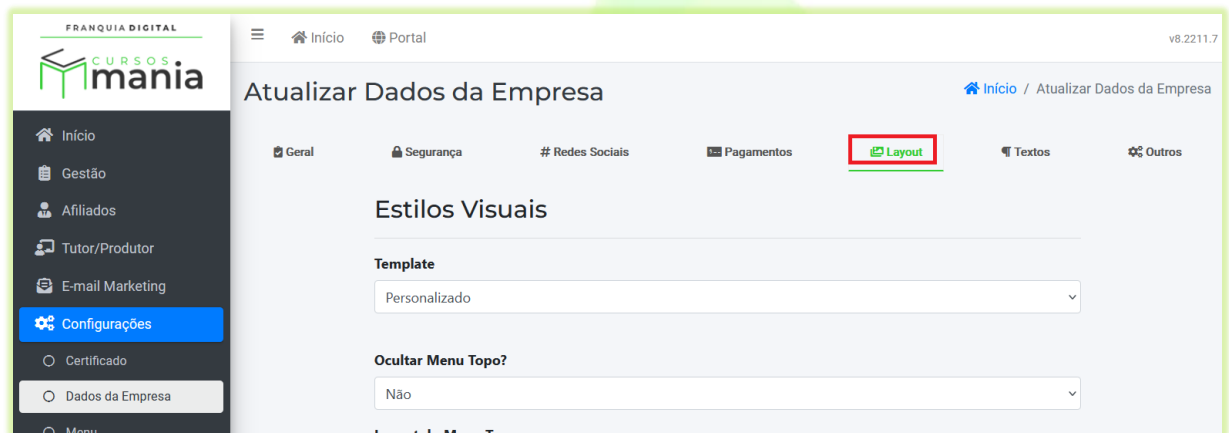 FRANQUIA DIGITAL
CURSOS
mania
Início
Portal
v8.2211.7
Atualizar Dados da Empresa
Início / Atualizar Dados da Empresa
Início
Gestão
Afiliados
Tutor/Produtor
E-mail Marketing
Configurações
Certificado
Dados da Empresa
Menu
Geral
Segurança
# Redes Sociais
Pagamentos
Layout
Textos
Outros
Estilos Visuais
Template
Personalizado
Ocultar Menu Topo?
Não